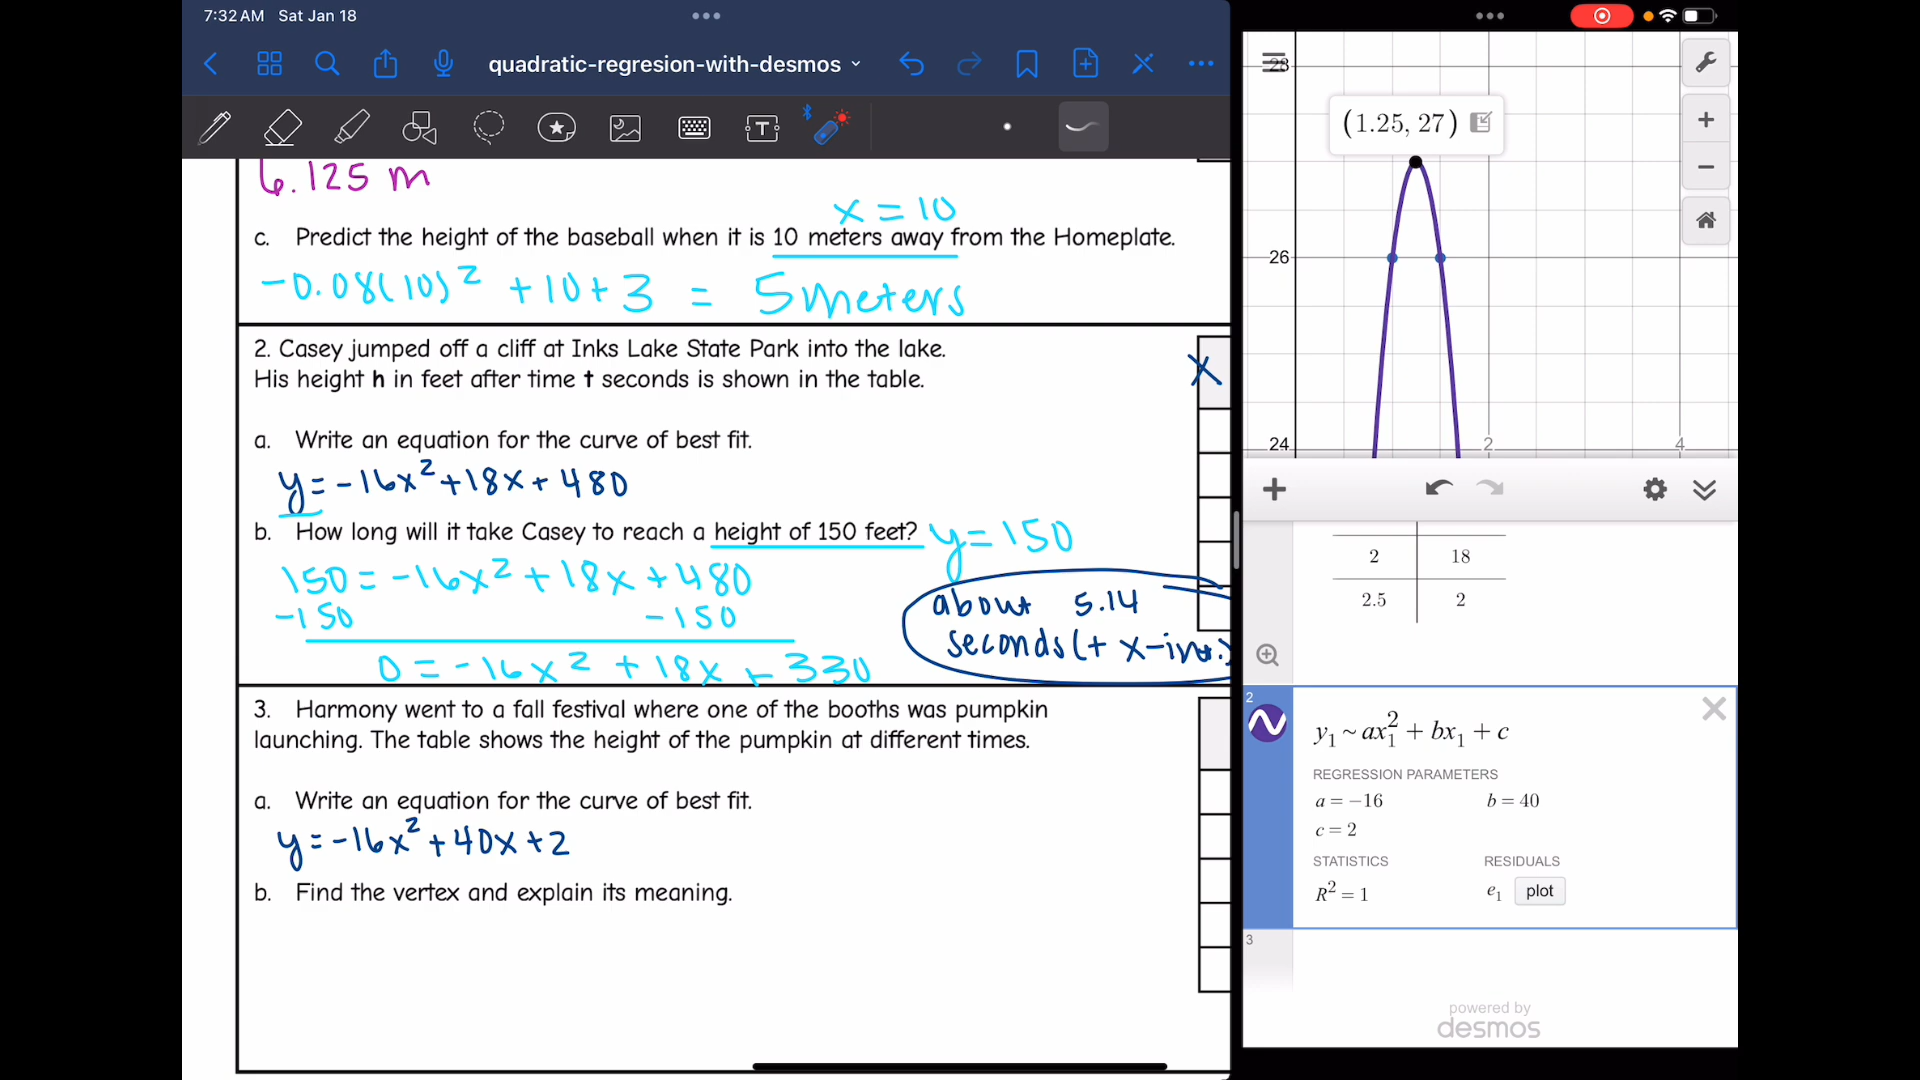 7:32 AM Sat Jan 18
quadratic-regresion-with-desmos
6.125 m
x = 10
c. Predict the height of the baseball when it is 10 meters away from the Homeplate.
-0.08(10)² + 10 + 3 = 5 meters
2. Casey jumped off a cliff at Inks Lake State Park into the lake.
His height h in feet after time t seconds is shown in the table.
x
a. Write an equation for the curve of best fit.
y = -16x² + 18x + 480
b. How long will it take Casey to reach a height of 150 feet? y = 150
150 = -16x² + 18x + 480
-150 -150
0 = -16x² + 18x + 330
about 5.14
seconds (+ x-int.)
3. Harmony went to a fall festival where one of the booths was pumpkin
launching. The table shows the height of the pumpkin at different times.
a. Write an equation for the curve of best fit.
y = -16x² + 40x + 2
b. Find the vertex and explain its meaning.
28
(1.25, 27)
26
24
2
4
2 18
2.5 2
2
y₁ ~ ax₁² + bx₁ + c
REGRESSION PARAMETERS
a = −16 b = 40
c = 2
STATISTICS RESIDUALS
R² = 1 e₁ plot
3
powered by
desmos